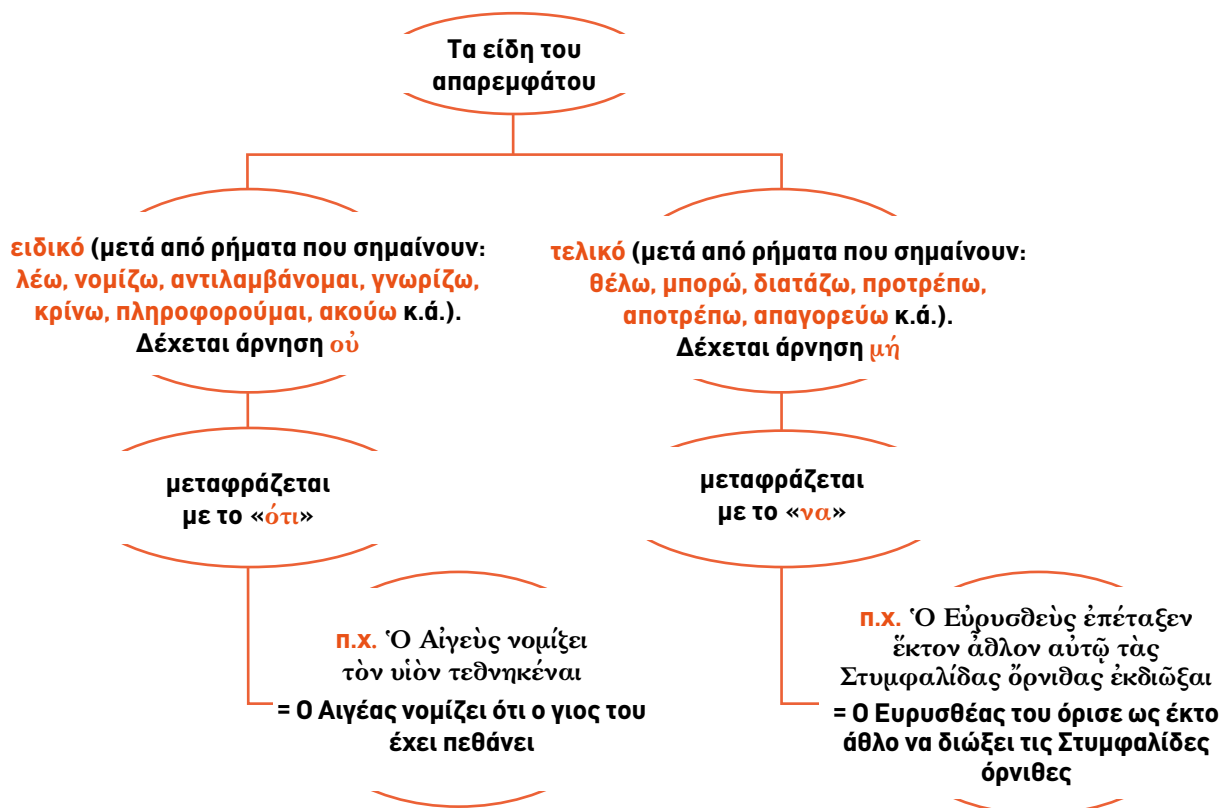 Τα είδη του
απαρεμφάτου
ειδικό (μετά από ρήματα που σημαίνουν:
λέω, νομίζω, αντιλαμβάνομαι, γνωρίζω,
κρίνω, πληροφορούμαι, ακούω κ.ά.).
Δέχεται άρνηση οὐ
τελικό (μετά από ρήματα που σημαίνουν:
θέλω, μπορώ, διατάζω, προτρέπω,
αποτρέπω, απαγορεύω κ.ά.).
Δέχεται άρνηση μή
μεταφράζεται
με το «ότι»
μεταφράζεται
με το «να»
π.χ. Ὁ Αἰγεὺς νομίζει
τὸν υἱὸν τεθνηκέναι
= Ο Αιγέας νομίζει ότι ο γιος του
έχει πεθάνει
π.χ. Ὁ Εὐρυσθεὺς ἐπέταξεν
ἕκτον ἆθλον αὐτῷ τὰς
Στυμφαλίδας ὄρνιθας ἐκδιῶξαι
= Ο Ευρυσθέας του όρισε ως έκτο
άθλο να διώξει τις Στυμφαλίδες
όρνιθες